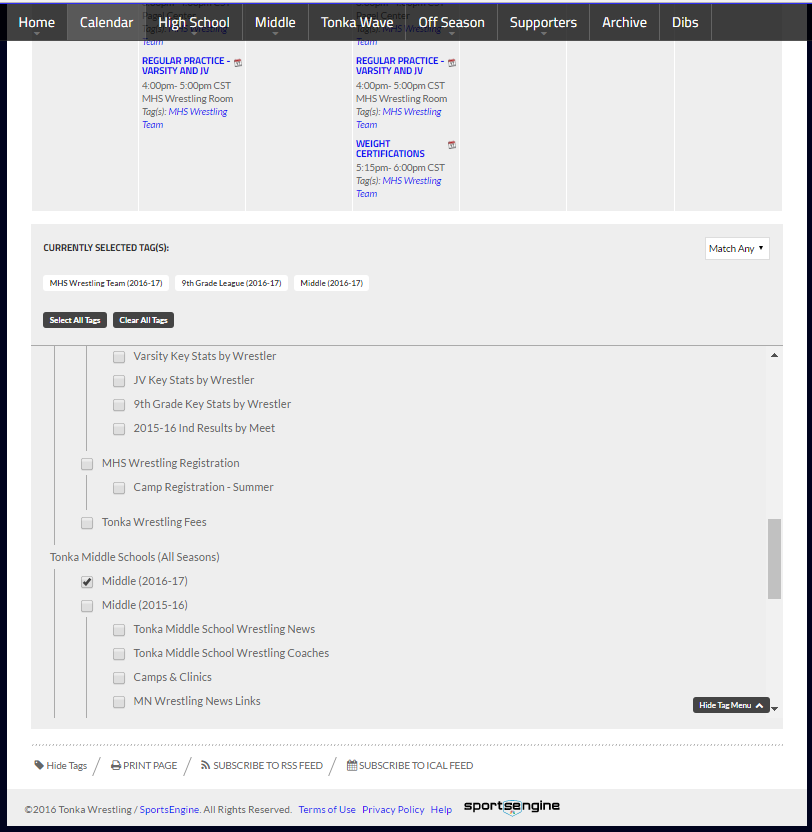 Home Calendar High School Middle Tonka Wave Off Season Supporters Archive Dibs
Team
Team
REGULAR PRACTICE -
VARSITY AND JV
4:00pm- 5:00pm CST
MHS Wrestling Room
Tag(s): MHS Wrestling
Team
REGULAR PRACTICE -
VARSITY AND JV
4:00pm- 5:00pm CST
MHS Wrestling Room
Tag(s): MHS Wrestling
Team
WEIGHT
CERTIFICATIONS
5:15pm- 6:00pm CST
Tag(s): MHS Wrestling
Team
CURRENTLY SELECTED TAG(S):
Match Any
MHS Wrestling Team (2016-17) 9th Grade League (2016-17) Middle (2016-17)
Select All Tags Clear All Tags
Varsity Key Stats by Wrestler
JV Key Stats by Wrestler
9th Grade Key Stats by Wrestler
2015-16 Ind Results by Meet
MHS Wrestling Registration
Camp Registration - Summer
Tonka Wrestling Fees
Tonka Middle Schools (All Seasons)
Middle (2016-17)
Middle (2015-16)
Tonka Middle School Wrestling News
Tonka Middle School Wrestling Coaches
Camps & Clinics
MN Wrestling News Links
Hide Tag Menu
Hide Tags / PRINT PAGE / SUBSCRIBE TO RSS FEED / SUBSCRIBE TO ICAL FEED
©2016 Tonka Wrestling / SportsEngine. All Rights Reserved. Terms of Use Privacy Policy Help sportsengine